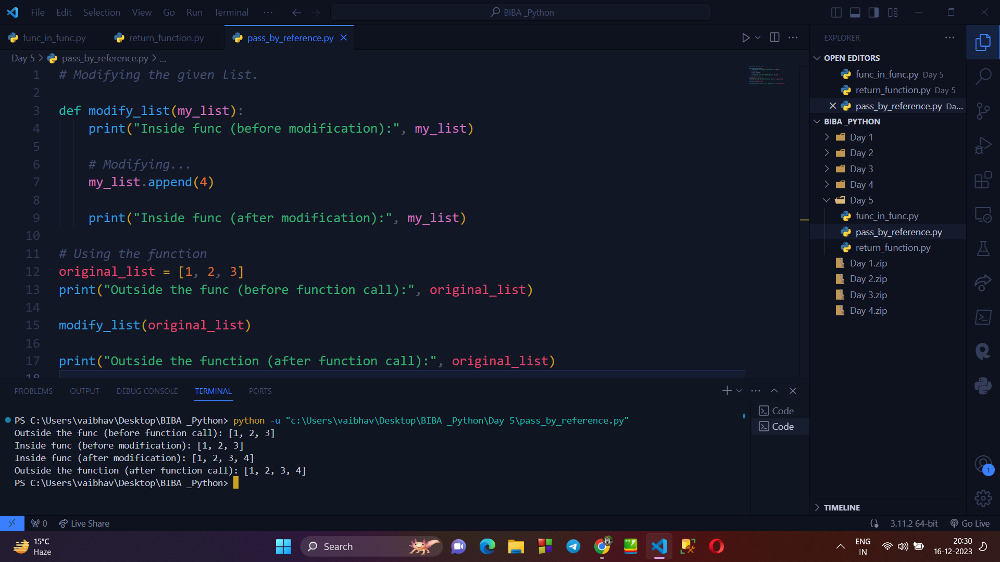 File Edit Selection View Go Run Terminal ··· BIBA _Python
func_in_func.py return_function.py pass_by_reference.py
Day 5 > pass_by_reference.py > ...
1 # Modifying the given list.
2
3 def modify_list(my_list):
4 print("Inside func (before modification):", my_list)
5
6 # Modifying...
7 my_list.append(4)
8
9 print("Inside func (after modification):", my_list)
10
11 # Using the function
12 original_list = [1, 2, 3]
13 print("Outside the func (before function call):", original_list)
14
15 modify_list(original_list)
16
17 print("Outside the function (after function call):", original_list)
18
PROBLEMS OUTPUT DEBUG CONSOLE TERMINAL PORTS
PS C:\Users\vaibhav\Desktop\BIBA _Python> python -u "c:\Users\vaibhav\Desktop\BIBA _Python\Day 5\pass_by_reference.py"
Outside the func (before function call): [1, 2, 3]
Inside func (before modification): [1, 2, 3]
Inside func (after modification): [1, 2, 3, 4]
Outside the function (after function call): [1, 2, 3, 4]
PS C:\Users\vaibhav\Desktop\BIBA _Python>
Code
Code
EXPLORER
OPEN EDITORS
func_in_func.py Day 5
return_function.py Day 5
pass_by_reference.py Da...
BIBA _PYTHON
Day 1
Day 2
Day 3
Day 4
Day 5
func_in_func.py
pass_by_reference.py
return_function.py
Day 1.zip
Day 2.zip
Day 3.zip
Day 4.zip
TIMELINE
1
0 Live Share 3.11.2 64-bit Go Live
15°C
Haze
Search
ENG
IN
20:30
16-12-2023